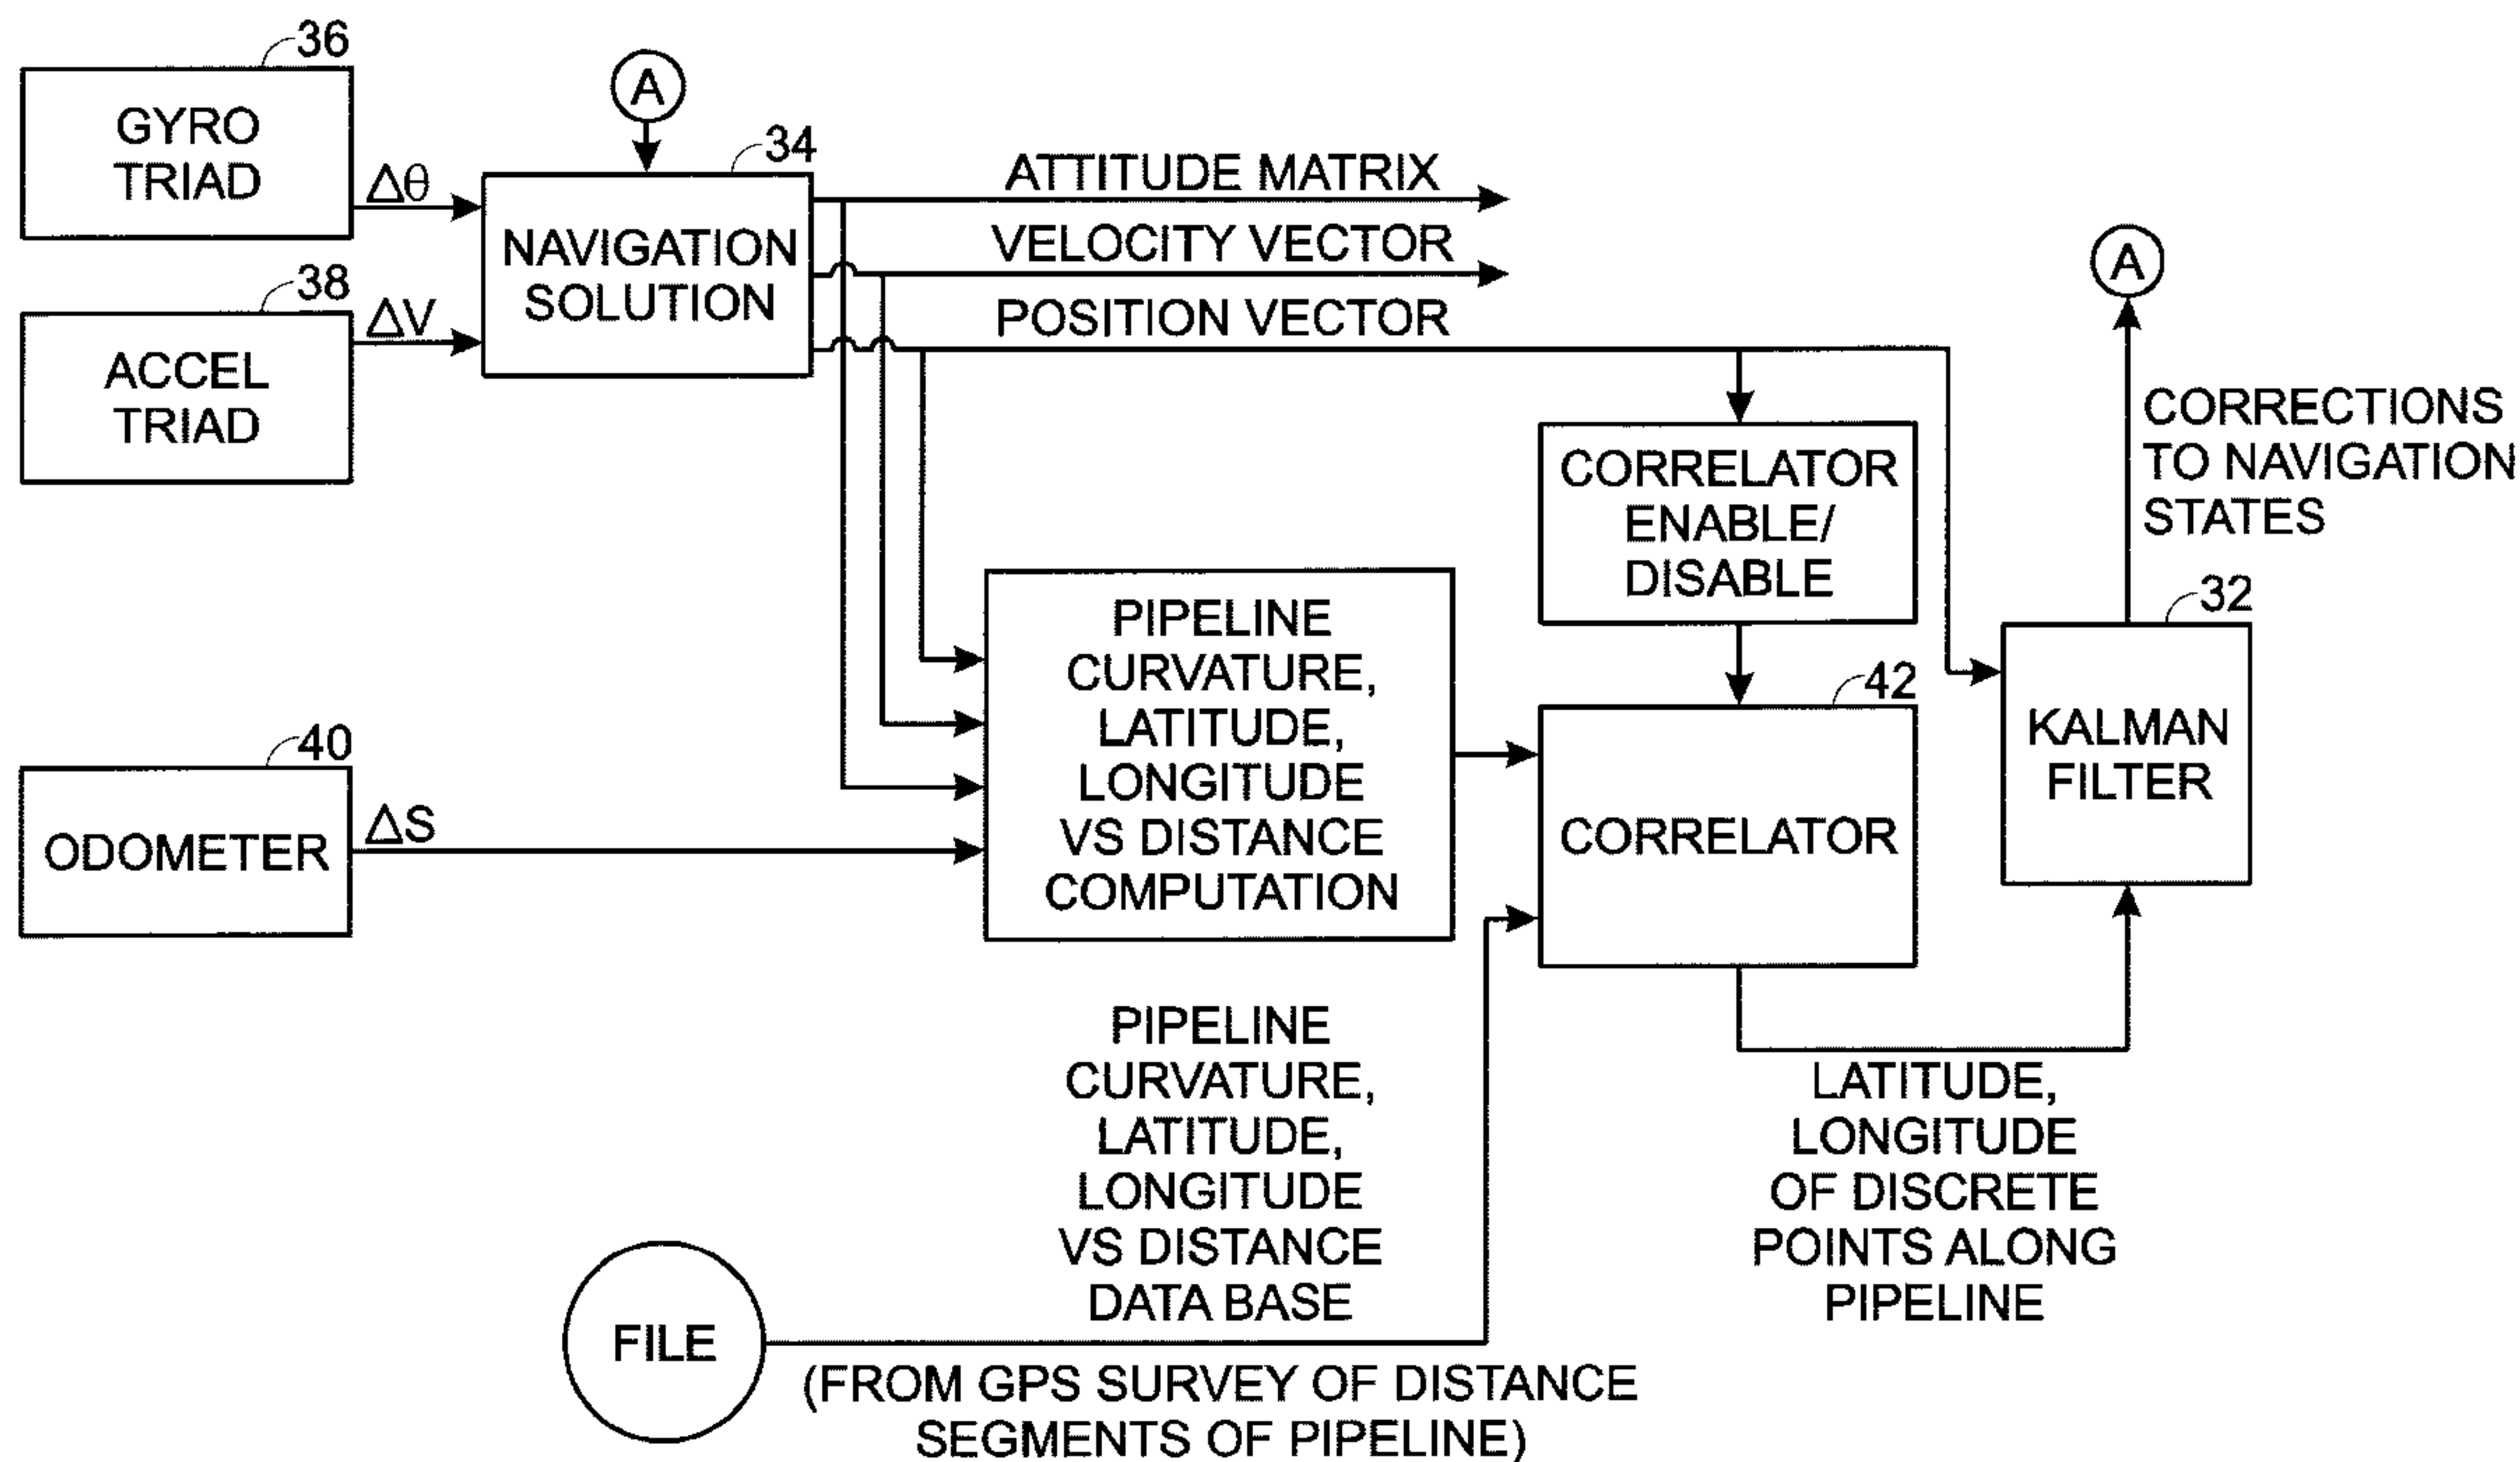 36
GYRO
TRIAD
Δθ
A
34
NAVIGATION
SOLUTION
ATTITUDE MATRIX
VELOCITY VECTOR
POSITION VECTOR
38
ACCEL
TRIAD
ΔV
A
CORRECTIONS
TO NAVIGATION
STATES
CORRELATOR
ENABLE/
DISABLE
32
KALMAN
FILTER
PIPELINE
CURVATURE,
LATITUDE,
LONGITUDE
VS DISTANCE
COMPUTATION
42
CORRELATOR
40
ODOMETER
ΔS
PIPELINE
CURVATURE,
LATITUDE,
LONGITUDE
VS DISTANCE
DATA BASE
LATITUDE,
LONGITUDE
OF DISCRETE
POINTS ALONG
PIPELINE
FILE
(FROM GPS SURVEY OF DISTANCE
SEGMENTS OF PIPELINE)